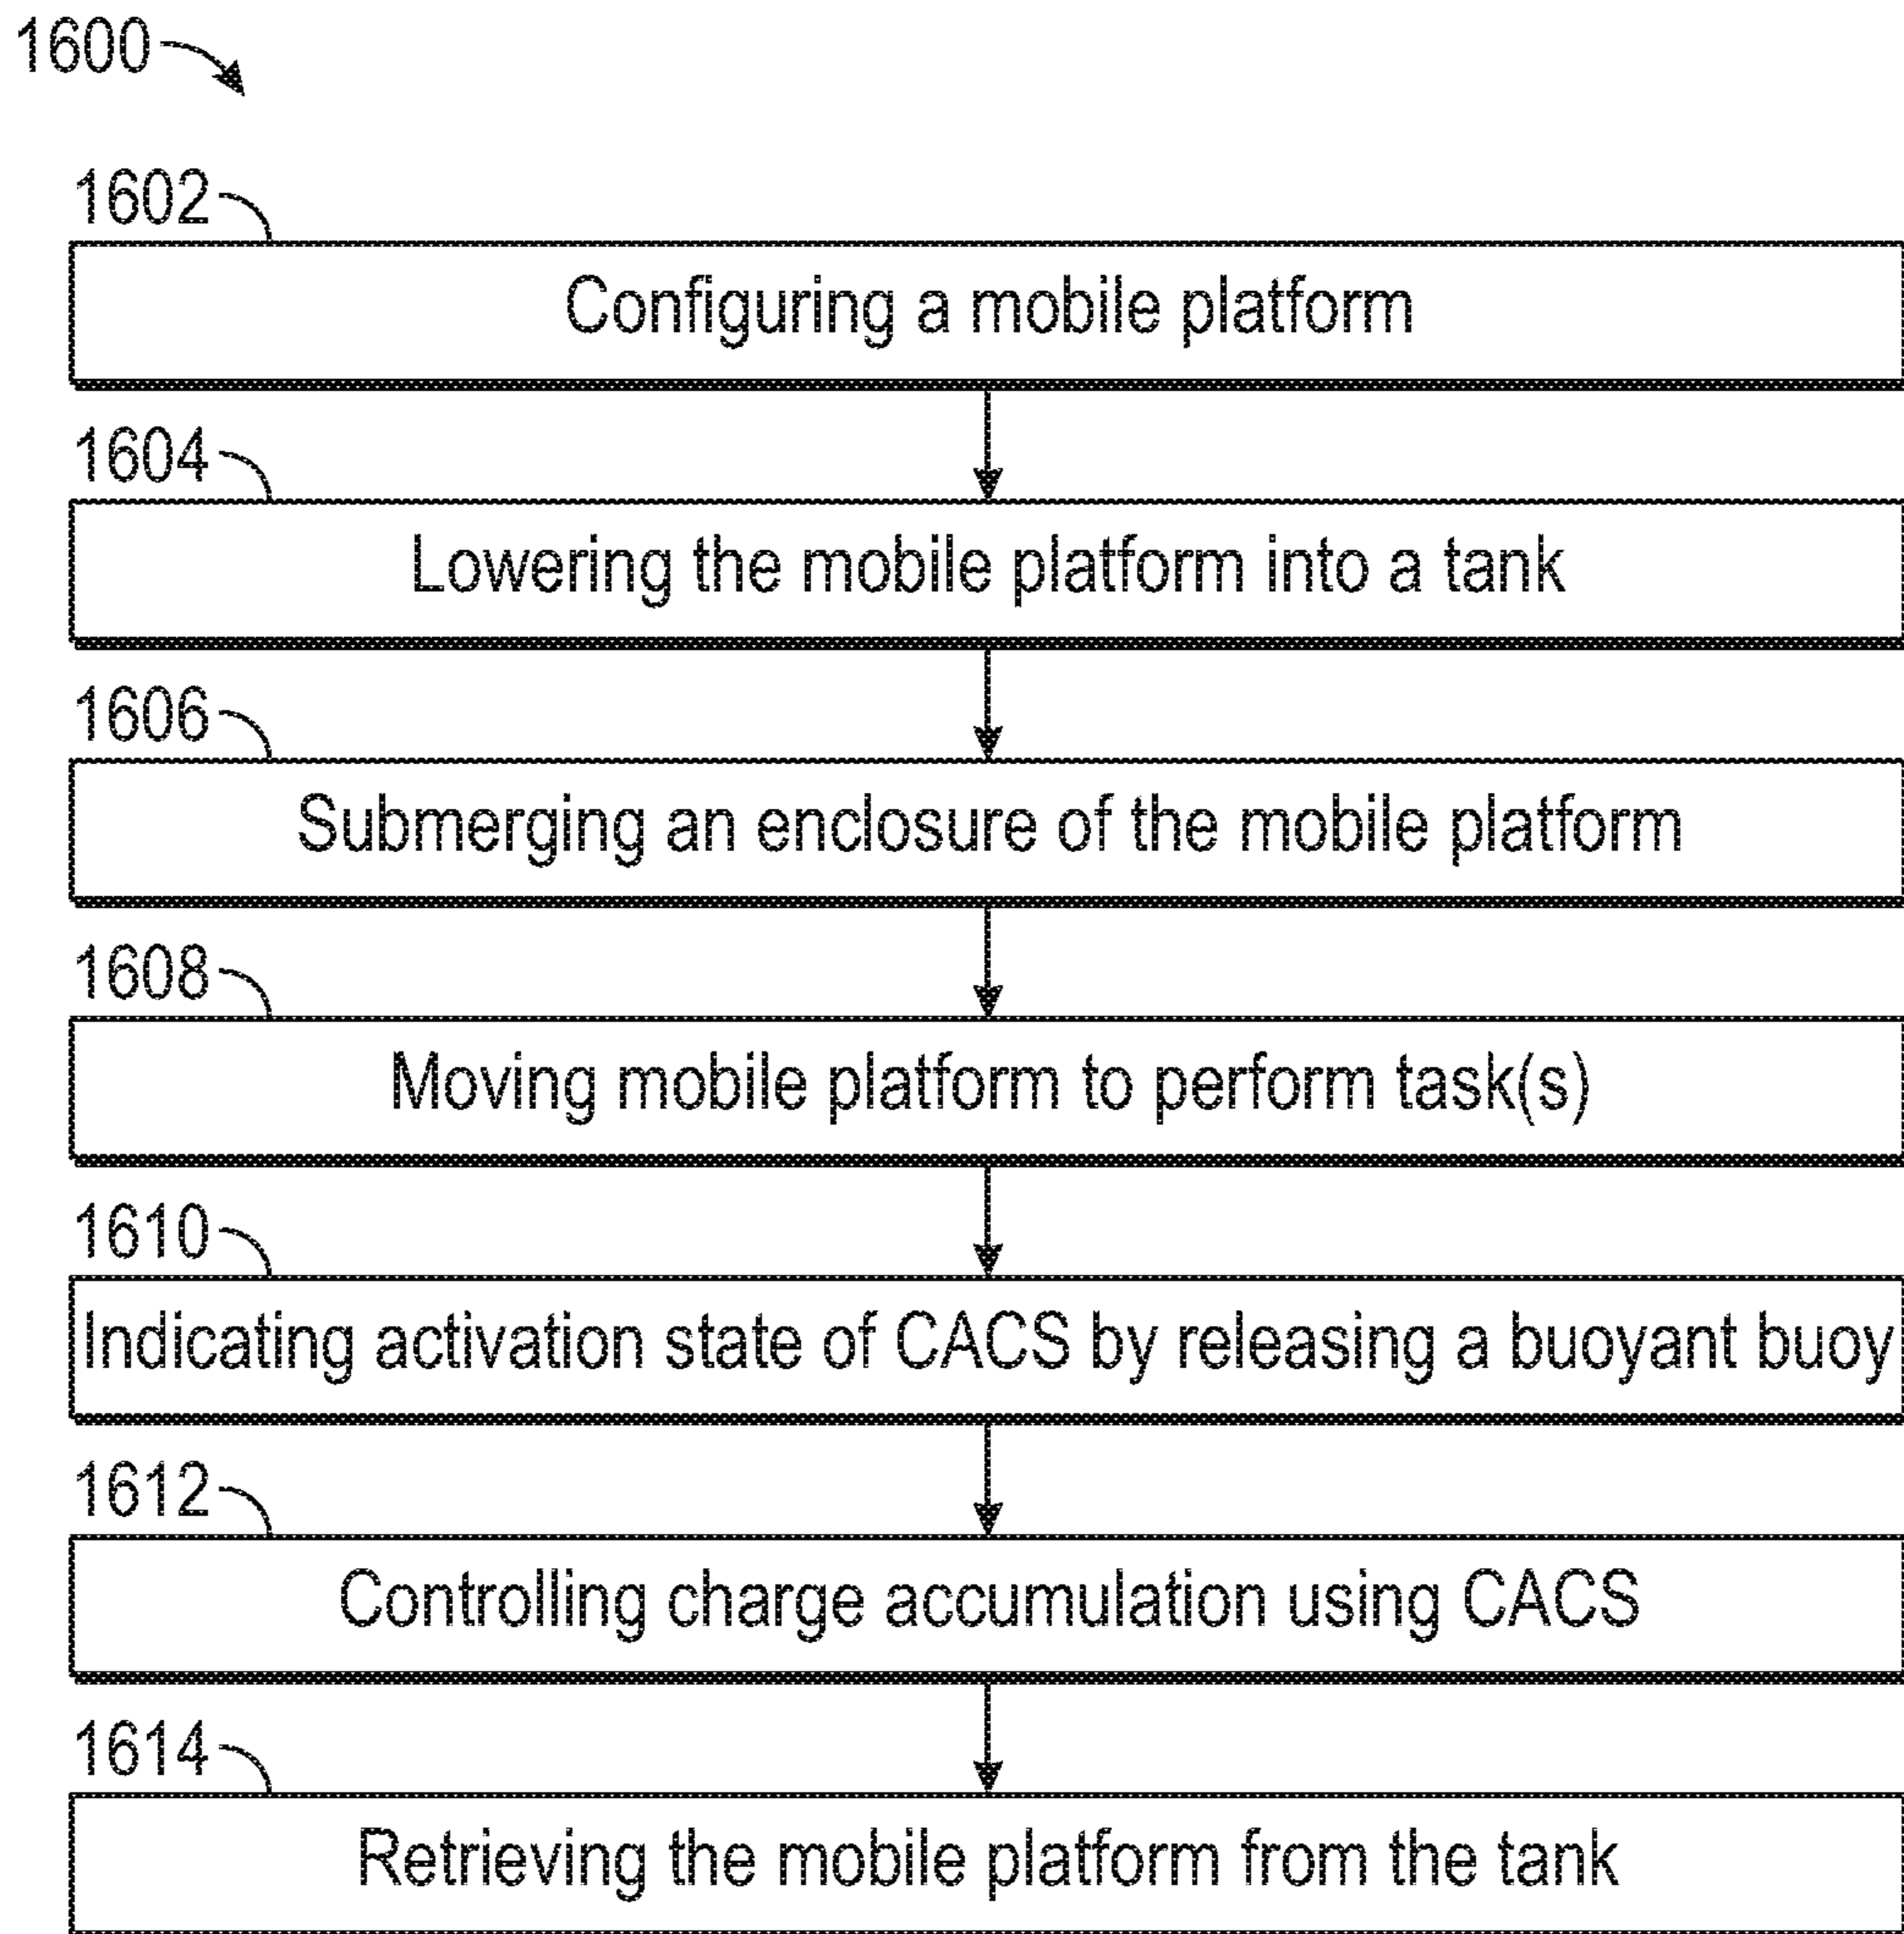 1600
1602
Configuring a mobile platform
1604
Lowering the mobile platform into a tank
1606
Submerging an enclosure of the mobile platform
1608
Moving mobile platform to perform task(s)
1610
Indicating activation state of CACS by releasing a buoyant buoy
1612
Controlling charge accumulation using CACS
1614
Retrieving the mobile platform from the tank